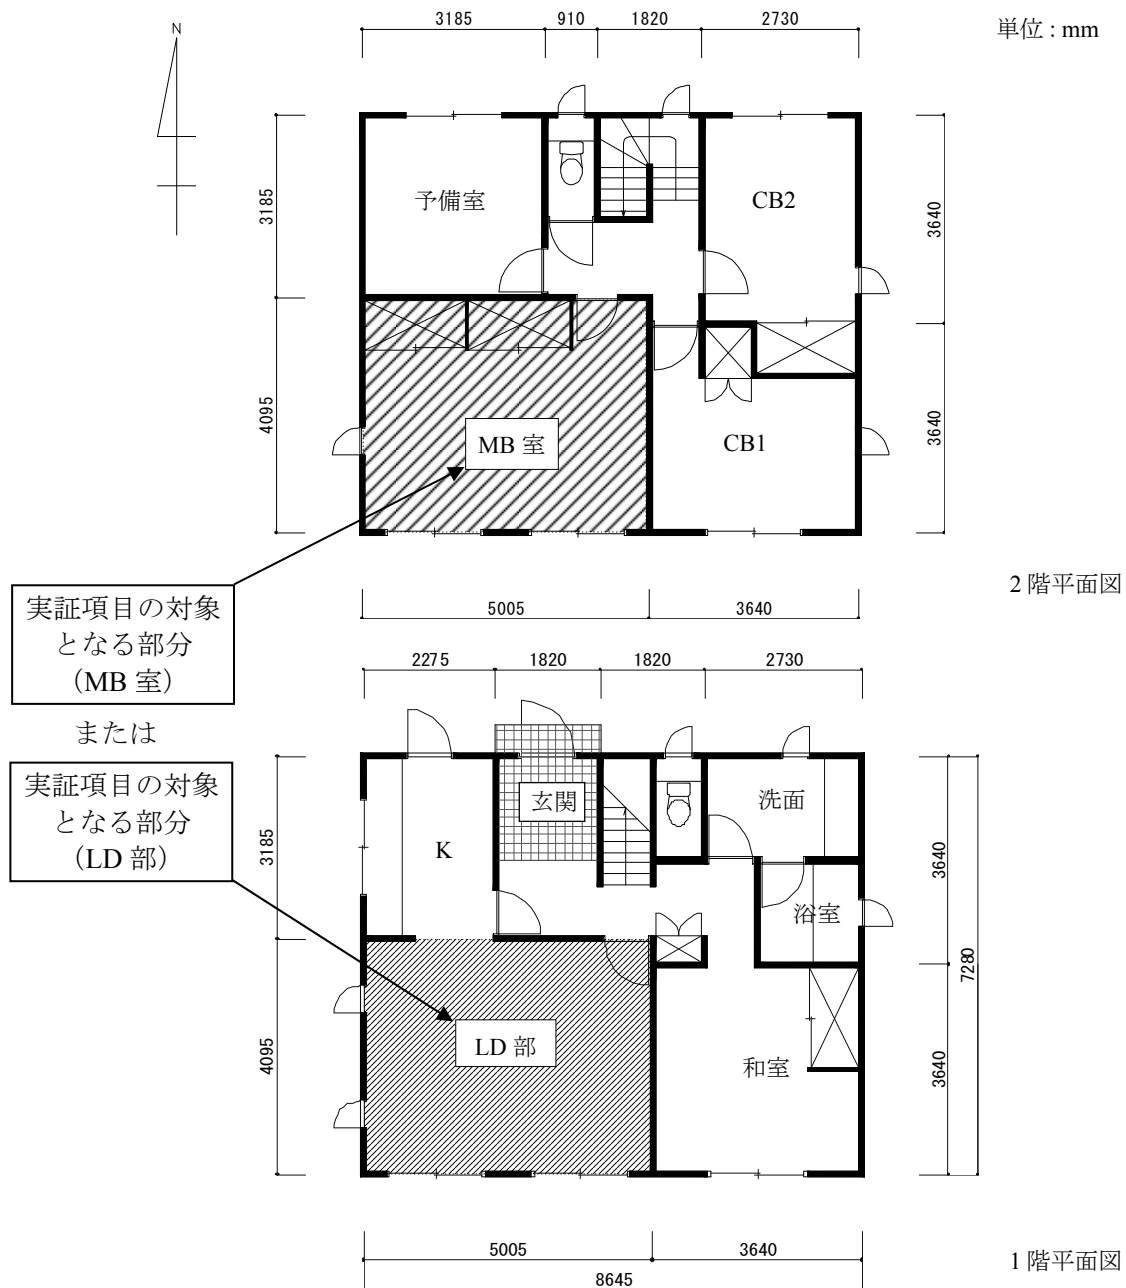 3185 910 1820 2730
単位 : mm
N
3185
予備室
CB2
3640
4095
MB 室
CB1
3640
2 階平面図
5005 3640
実証項目の対象
となる部分
(MB 室)
または
実証項目の対象
となる部分
(LD 部)
2275 1820 1820 2730
3185
K
玄関
洗面
浴室
3640
7280
4095
LD 部
和室
3640
5005 3640
8645
1 階平面図